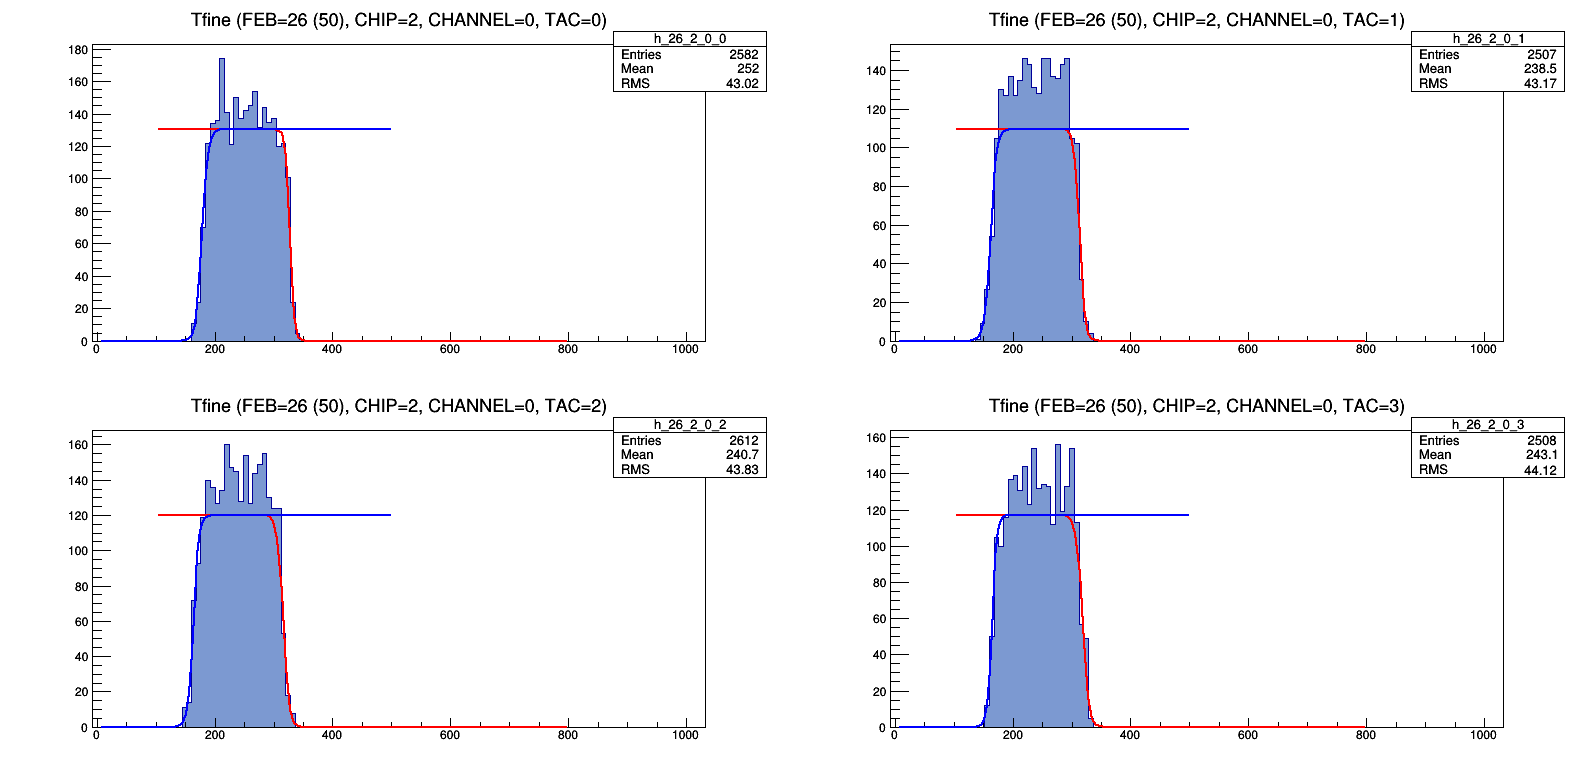 Tfine (FEB=26 (50), CHIP=2, CHANNEL=0, TAC=0)
h_26_2_0_0
Entries 2582
Mean 252
RMS 43.02
180
160
140
120
100
80
60
40
20
0
0 200 400 600 800 1000
Tfine (FEB=26 (50), CHIP=2, CHANNEL=0, TAC=1)
h_26_2_0_1
Entries 2507
Mean 238.5
RMS 43.17
140
120
100
80
60
40
20
0
0 200 400 600 800 1000
Tfine (FEB=26 (50), CHIP=2, CHANNEL=0, TAC=2)
h_26_2_0_2
Entries 2612
Mean 240.7
RMS 43.83
160
140
120
100
80
60
40
20
0
0 200 400 600 800 1000
Tfine (FEB=26 (50), CHIP=2, CHANNEL=0, TAC=3)
h_26_2_0_3
Entries 2508
Mean 243.1
RMS 44.12
160
140
120
100
80
60
40
20
0
0 200 400 600 800 1000